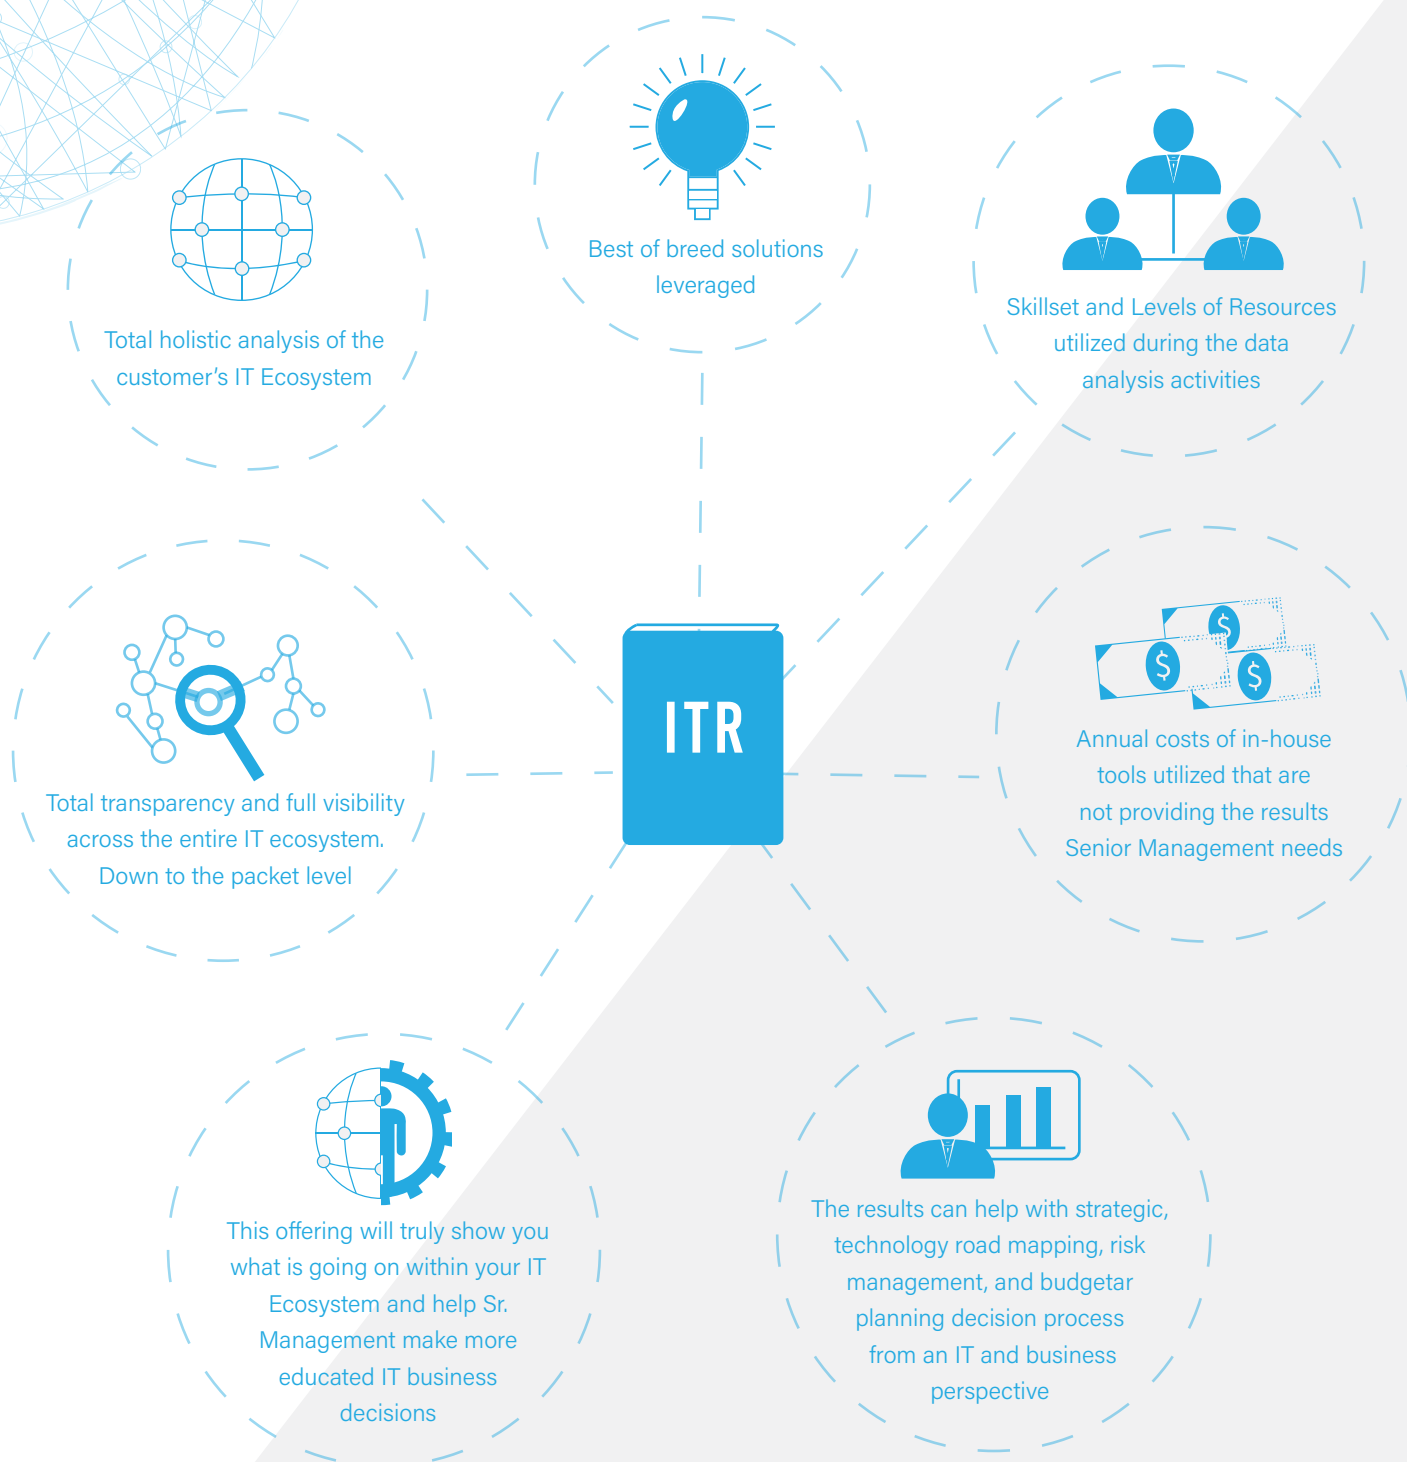 Best of breed solutions
leveraged
Total holistic analysis of the
customer's IT Ecosystem
Skillset and Levels of Resources
utilized during the data
analysis activities
ITR
Total transparency and full visibility
across the entire IT ecosystem.
Down to the packet level
$
$
$
Annual costs of in-house
tools utilized that are
not providing the results
Senior Management needs
This offering will truly show you
what is going on within your IT
Ecosystem and help Sr.
Management make more
educated IT business
decisions
The results can help with strategic,
technology road mapping, risk
management, and budgetar
planning decision process
from an IT and business
perspective